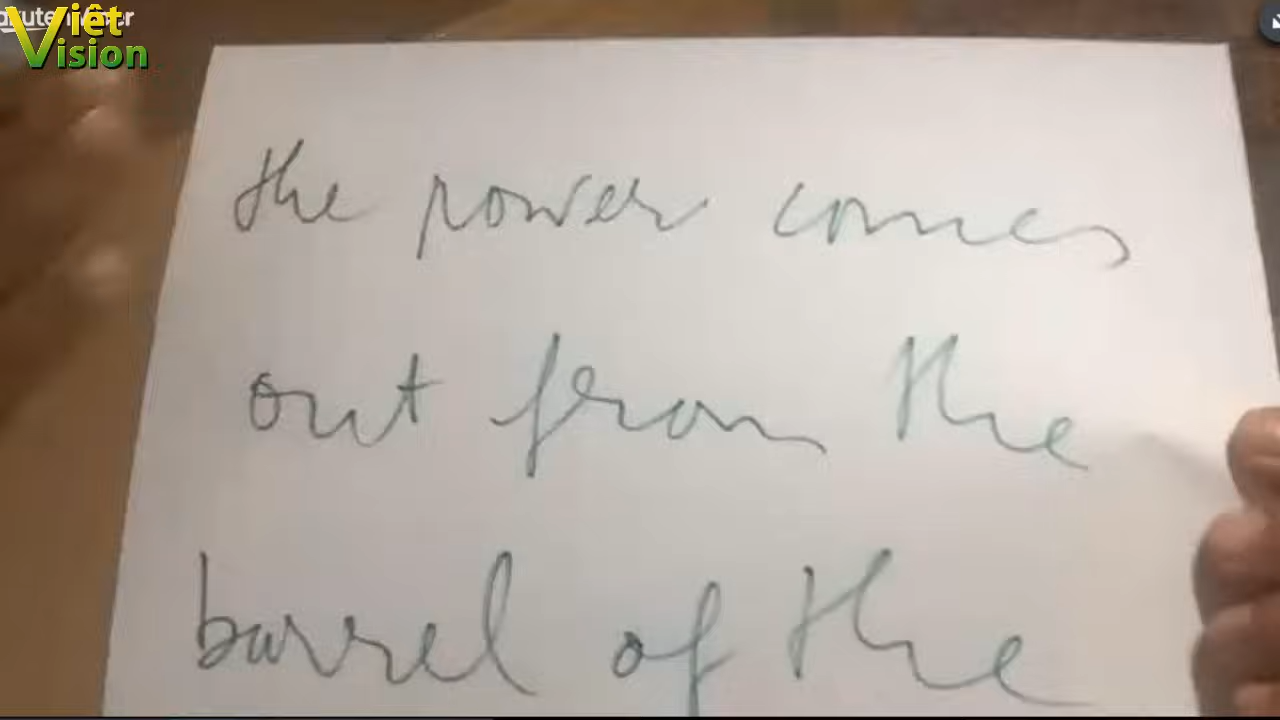 Việt
Vision
the power comes
out from the
barrel of the